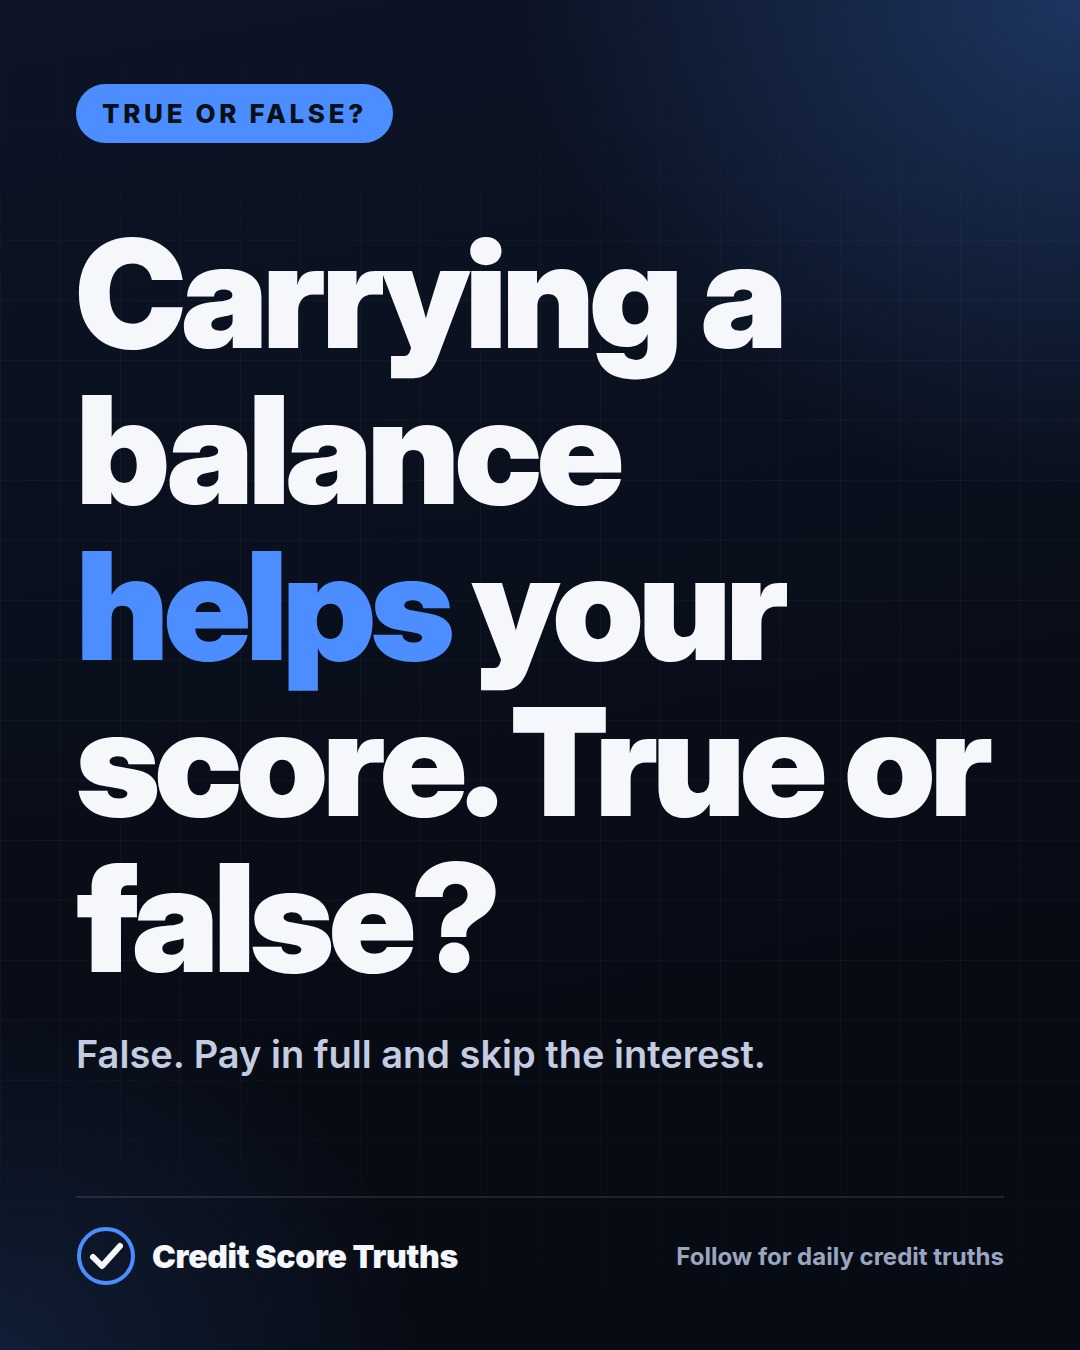 TRUE OR FALSE?
Carrying a
balance
helps your
score. True or
false?
False. Pay in full and skip the interest.
Credit Score Truths
Follow for daily credit truths